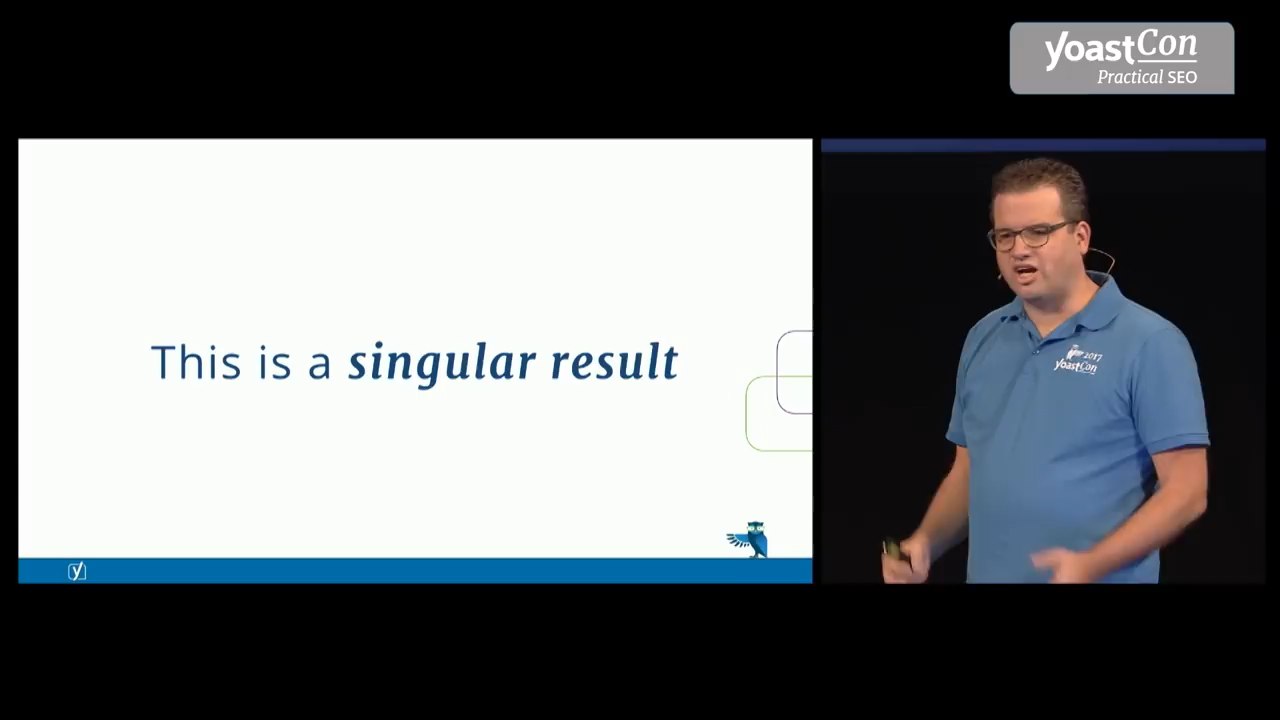 yoastCon
Practical SEO
This is a singular result
2017
yoastCon
y